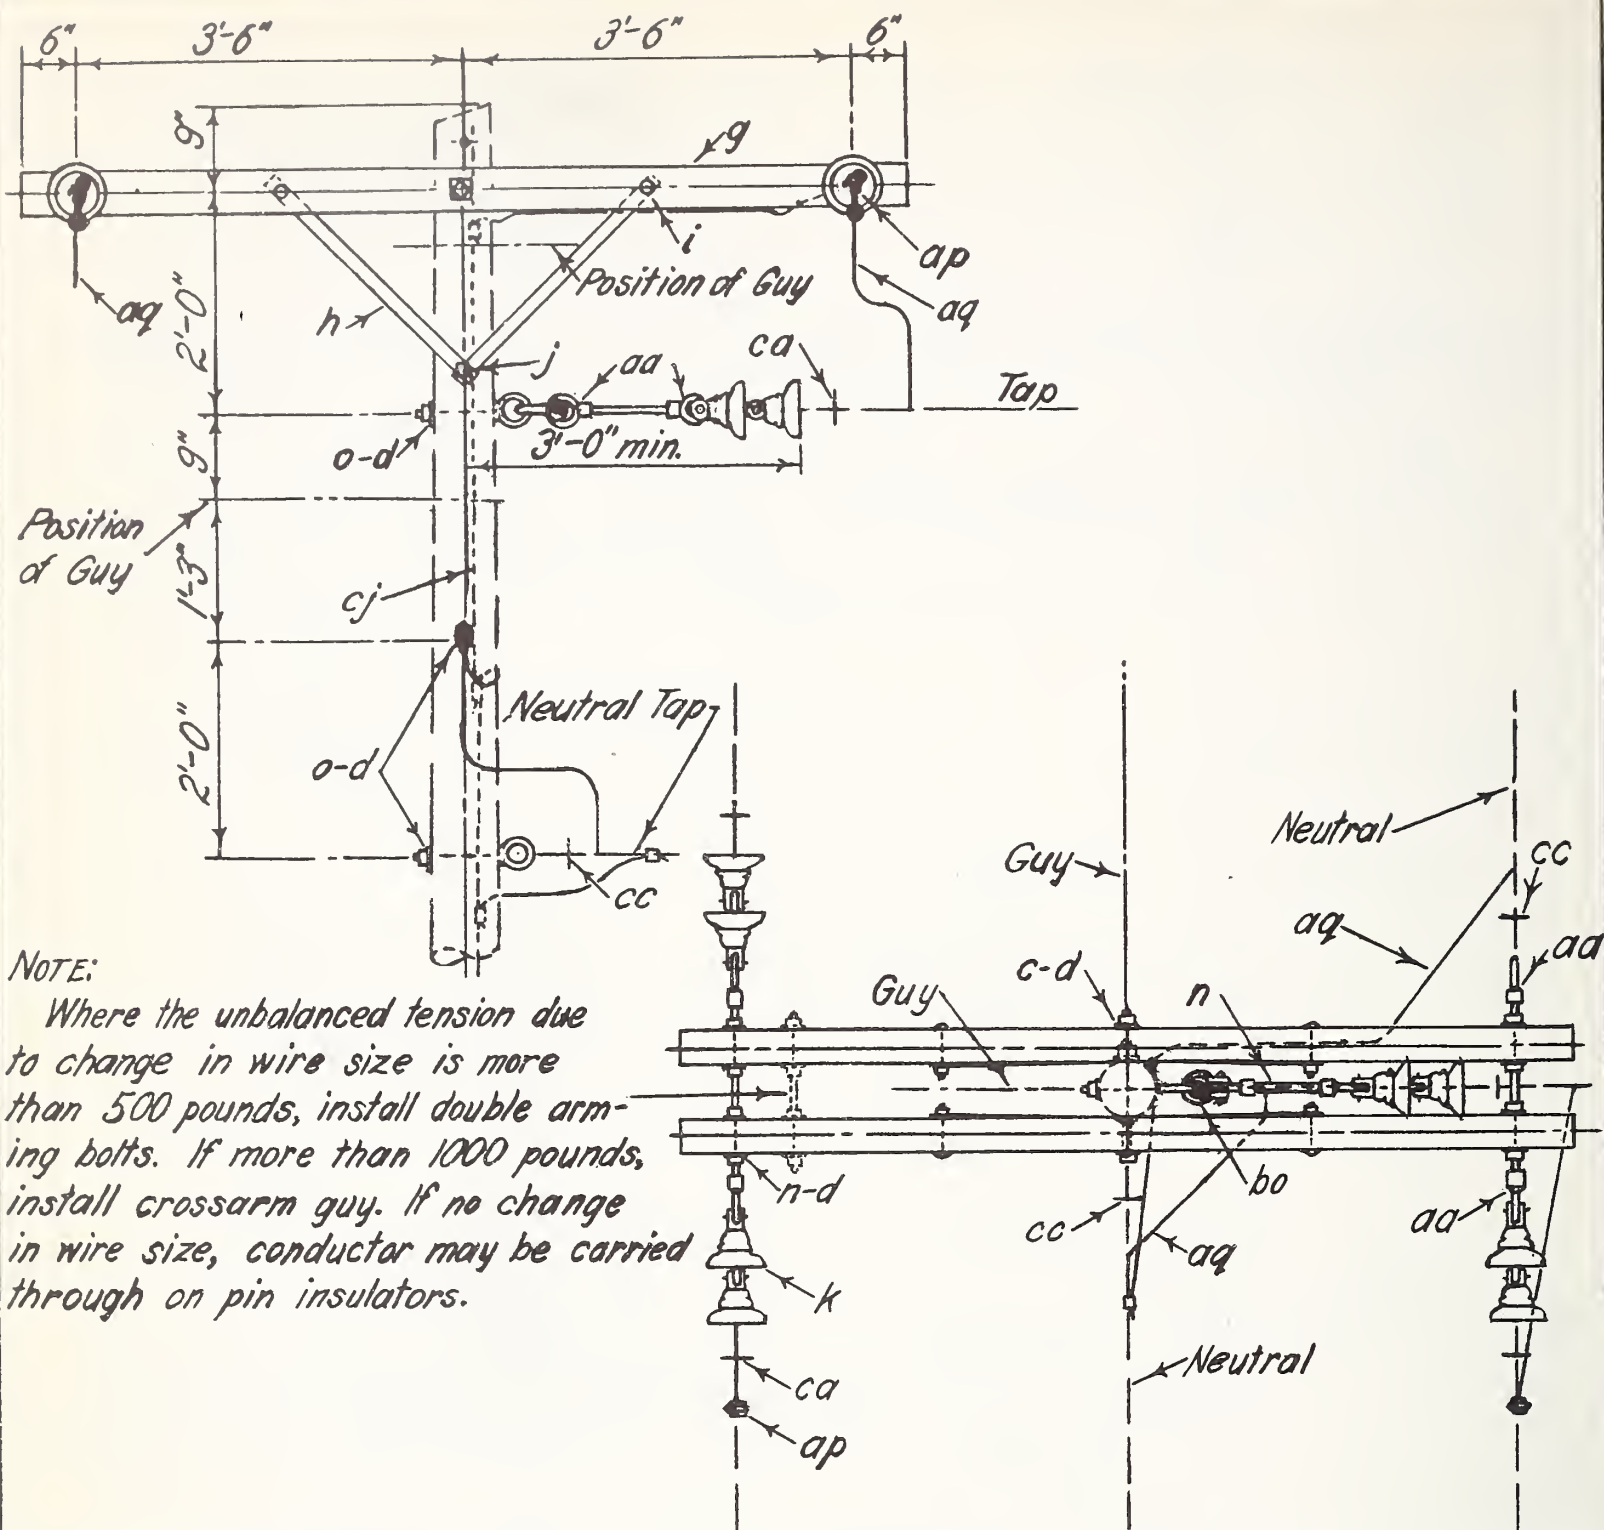 6" 3'-6" 3'-6" 6"
9"
g
i
ap
Position of Guy
aq
aq
h
2'-0"
j
aa
ca
Tap
o-d
3'-0" min.
9"
Position
of Guy
1'-3"
cj
Neutral Tap
o-d
2'-0"
cc
Neutral
Guy
cc
aq
aa
c-d
Guy
n
NOTE:
Where the unbalanced tension due
to change in wire size is more
than 500 pounds, install double arm-
ing bolts. If more than 1000 pounds,
install crossarm guy. If no change
in wire size, conductor may be carried
through on pin insulators.
n-d
bo
cc
aq
aa
k
Neutral
ca
ap